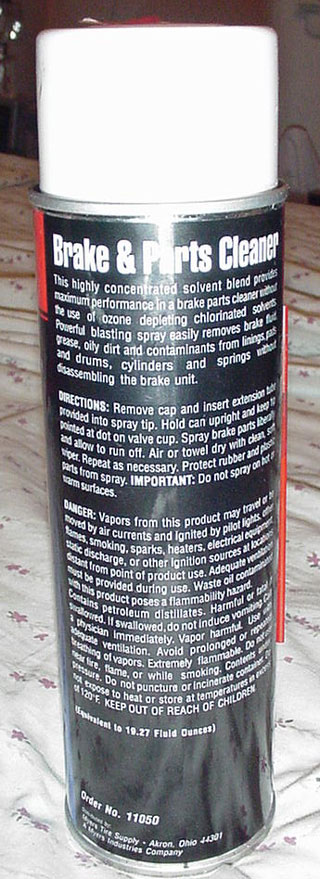 Brake & Parts Cleaner
This highly concentrated solvent blend provides
maximum performance in a brake parts cleaner without
the use of ozone depleting chlorinated solvents.
Powerful blasting spray easily removes brake fluid,
grease, oily dirt and contaminants from linings, pads
and drums, cylinders and springs without
disassembling the brake unit.
DIRECTIONS: Remove cap and insert extension tube
provided into spray tip. Hold can upright and keep tip
pointed at dot on valve cup. Spray brake parts liberally
and allow to run off. Air or towel dry with clean, soft
wiper. Repeat as necessary. Protect rubber and plastic
parts from spray. IMPORTANT: Do not spray on hot or
warm surfaces.
DANGER: Vapors from this product may travel or be
moved by air currents and ignited by pilot lights, other
flames, smoking, sparks, heaters, electrical equipment,
static discharge, or other ignition sources at locations
distant from point of product use. Adequate ventilation
must be provided during use. Waste oil contaminated
with this product poses a flammability hazard.
Contains petroleum distillates. Harmful or fatal if
swallowed. If swallowed, do not induce vomiting. Call
a physician immediately. Vapor harmful. Use with
adequate ventilation. Avoid prolonged or repeated
breathing of vapors. Extremely flammable. Do not use
near fire, flame, or while smoking. Contents under
pressure. Do not puncture or incinerate container. Do
not expose to heat or store at temperatures in excess
of 120°F. KEEP OUT OF REACH OF CHILDREN.
(Equivalent to 19.27 Fluid Ounces)
Order No. 11050
Myers Tire Supply - Akron, Ohio 44301
A Myers Industries Company